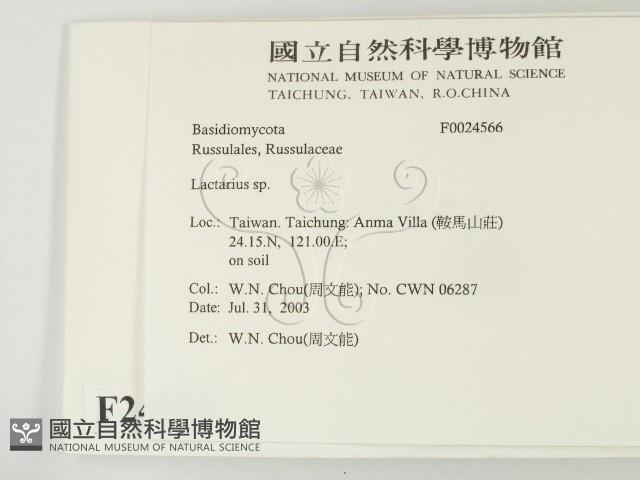 國立自然科學博物館
NATIONAL MUSEUM OF NATURAL SCIENCE
TAICHUNG, TAIWAN, R.O.CHINA
Basidiomycota F0024566
Russulales, Russulaceae
Lactarius sp.
Loc.: Taiwan. Taichung: Anma Villa (鞍馬山莊)
24.15.N, 121.00.E;
on soil
Col.: W.N. Chou(周文能); No. CWN 06287
Date: Jul. 31, 2003
Det.: W.N. Chou(周文能)
F24
國立自然科學博物館
NATIONAL MUSEUM OF NATURAL SCIENCE